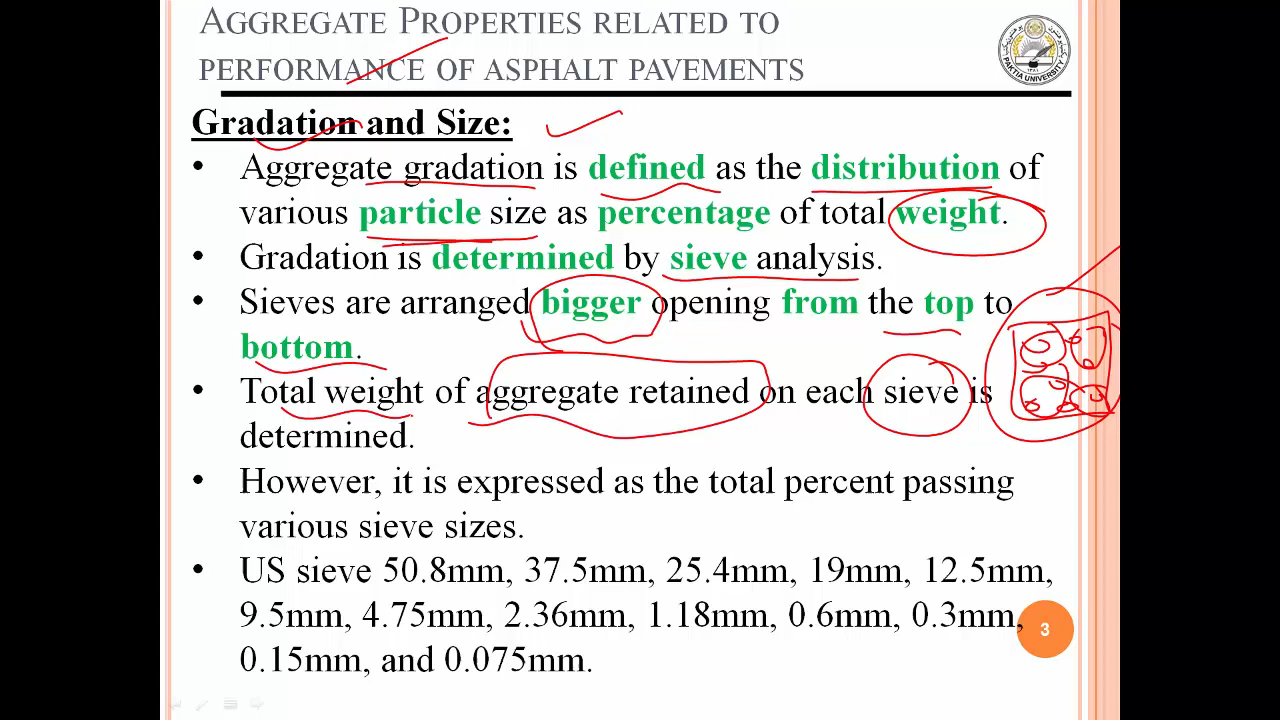 AGGREGATE PROPERTIES RELATED TO
PERFORMANCE OF ASPHALT PAVEMENTS
PAKTIA UNIVERSITY
Gradation and Size:
• Aggregate gradation is defined as the distribution of
various particle size as percentage of total weight.
• Gradation is determined by sieve analysis.
• Sieves are arranged bigger opening from the top to
bottom.
• Total weight of aggregate retained on each sieve is
determined.
• However, it is expressed as the total percent passing
various sieve sizes.
• US sieve 50.8mm, 37.5mm, 25.4mm, 19mm, 12.5mm,
9.5mm, 4.75mm, 2.36mm, 1.18mm, 0.6mm, 0.3mm,
0.15mm, and 0.075mm.
3